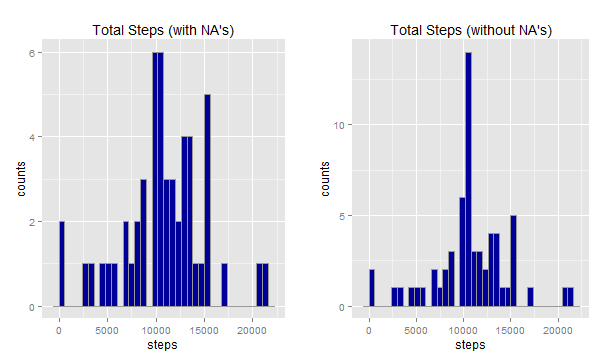 Total Steps (with NA's)
counts
6
4
2
0
0 5000 10000 15000 20000
steps
Total Steps (without NA's)
counts
10
5
0
0 5000 10000 15000 20000
steps